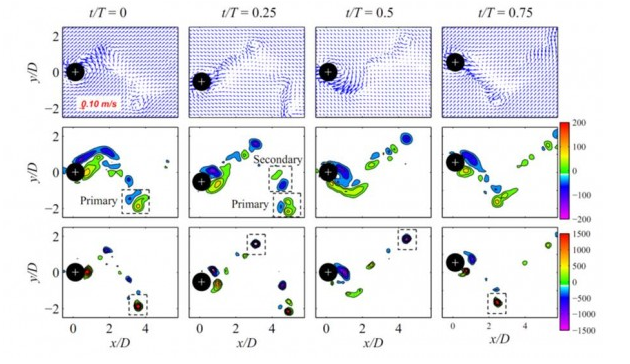 t/T = 0 t/T = 0.25 t/T = 0.5 t/T = 0.75
y/D 2 0 −2
0.10 m/s
y/D 2 0 −2
Primary
Secondary
Primary
200 100 0 −100 −200
y/D 2 0 −2
1500 1000 500 0 −500 −1000 −1500
0 2 4 0 2 4 0 2 4 0 2 4
x/D x/D x/D x/D